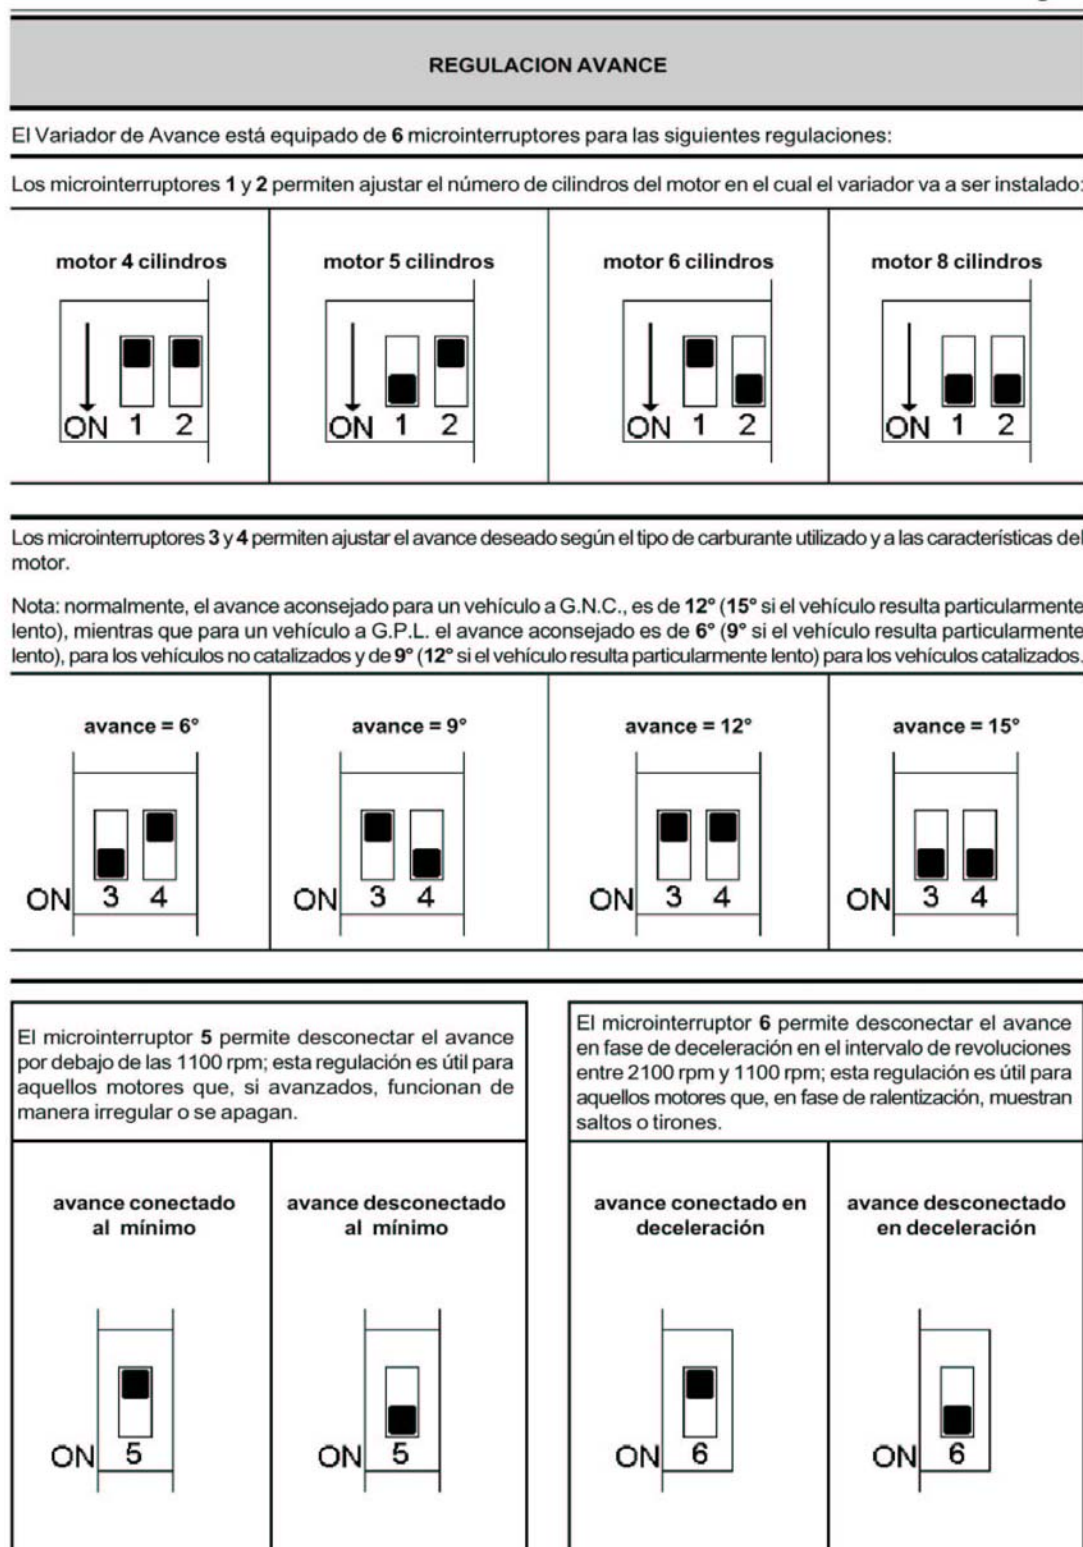 REGULACION AVANCE
El Variador de Avance está equipado de 6 microinterruptores para las siguientes regulaciones:
Los microinterruptores 1 y 2 permiten ajustar el número de cilindros del motor en el cual el variador va a ser instalado:
motor 4 cilindros
ON 1 2
motor 5 cilindros
ON 1 2
motor 6 cilindros
ON 1 2
motor 8 cilindros
ON 1 2
Los microinterruptores 3 y 4 permiten ajustar el avance deseado según el tipo de carburante utilizado y a las características del
motor.
Nota: normalmente, el avance aconsejado para un vehículo a G.N.C., es de 12° (15° si el vehículo resulta particularmente
lento), mientras que para un vehículo a G.P.L. el avance aconsejado es de 6° (9° si el vehículo resulta particularmente
lento), para los vehículos no catalizados y de 9° (12° si el vehículo resulta particularmente lento) para los vehículos catalizados.
avance = 6°
ON 3 4
avance = 9°
ON 3 4
avance = 12°
ON 3 4
avance = 15°
ON 3 4
El microinterruptor 5 permite desconectar el avance
por debajo de las 1100 rpm; esta regulación es útil para
aquellos motores que, si avanzados, funcionan de
manera irregular o se apagan.
avance conectado
al mínimo
ON 5
avance desconectado
al mínimo
ON 5
El microinterruptor 6 permite desconectar el avance
en fase de deceleración en el intervalo de revoluciones
entre 2100 rpm y 1100 rpm; esta regulación es útil para
aquellos motores que, en fase de ralentización, muestran
saltos o tirones.
avance conectado en
deceleración
ON 6
avance desconectado
en deceleración
ON 6